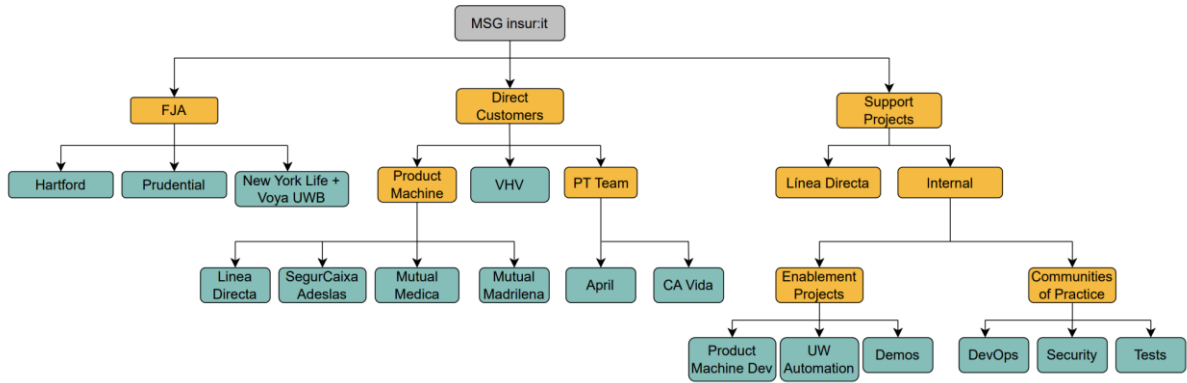 MSG insur:it
FJA
Direct
Customers
Support
Projects
Hartford
Prudential
New York Life +
Voya UWB
Product
Machine
VHV
PT Team
Línea Directa
Internal
Linea
Directa
SegurCaixa
Adeslas
Mutual
Medica
Mutual
Madrilena
April
CA Vida
Enablement
Projects
Communities
of Practice
Product
Machine Dev
UW
Automation
Demos
DevOps
Security
Tests